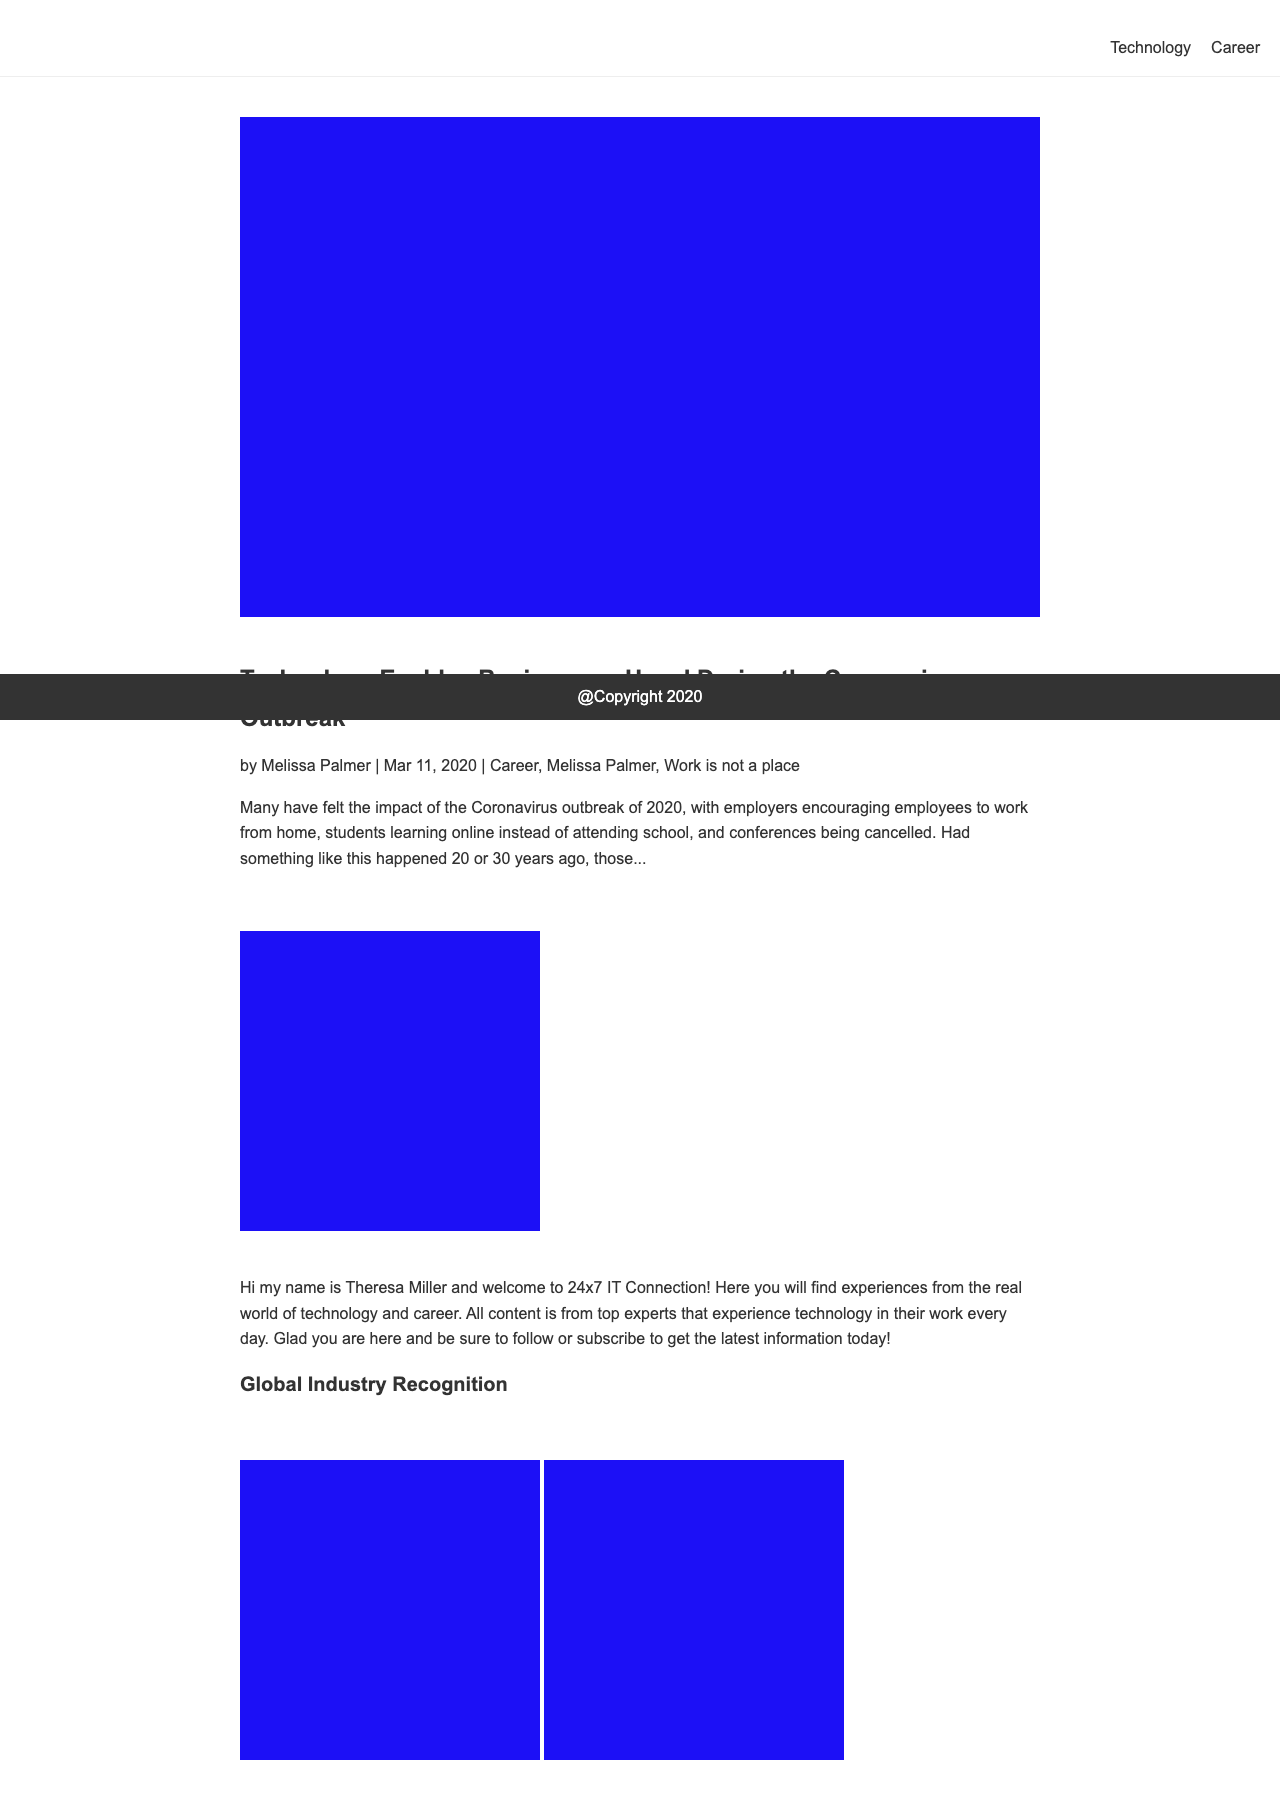 Technology Career
@Copyright 2020
Outbreak
by Melissa Palmer | Mar 11, 2020 | Career, Melissa Palmer, Work is not a place
Many have felt the impact of the Coronavirus outbreak of 2020, with employers encouraging employees to work
from home, students learning online instead of attending school, and conferences being cancelled. Had
something like this happened 20 or 30 years ago, those...
Hi my name is Theresa Miller and welcome to 24x7 IT Connection! Here you will find experiences from the real
world of technology and career. All content is from top experts that experience technology in their work every
day. Glad you are here and be sure to follow or subscribe to get the latest information today!
Global Industry Recognition